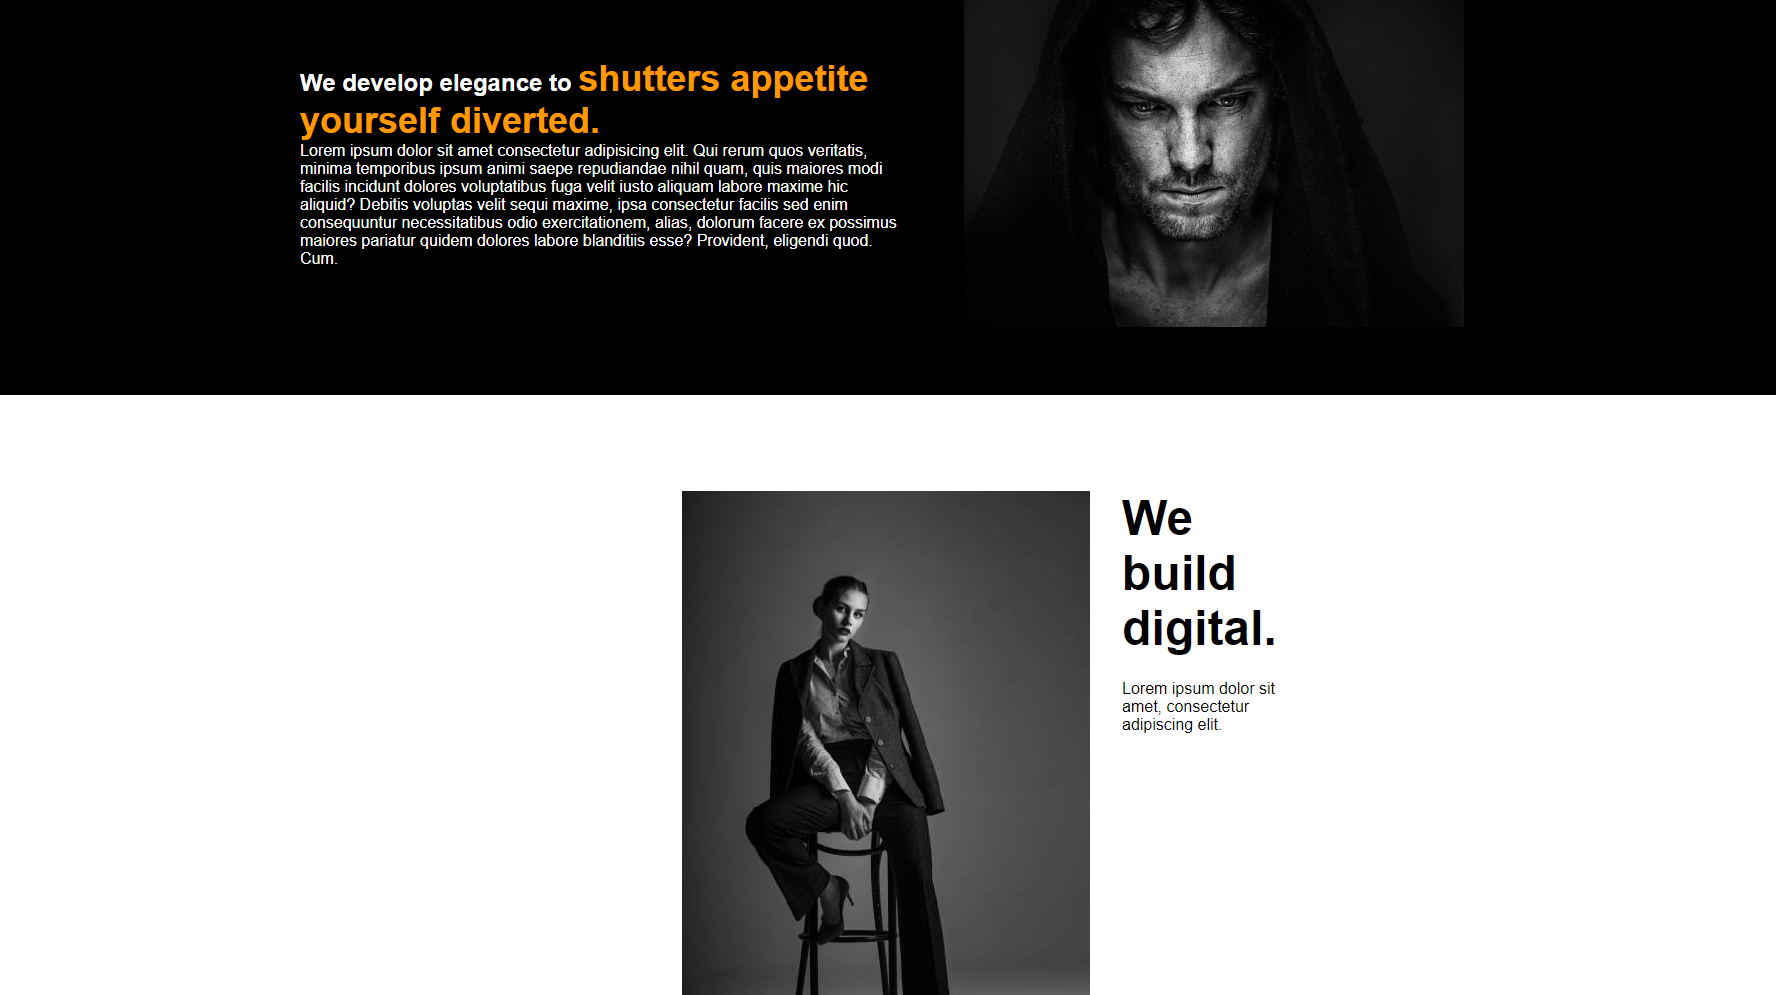 We develop elegance to shutters appetite
yourself diverted.
Lorem ipsum dolor sit amet consectetur adipisicing elit. Qui rerum quos veritatis,
minima temporibus ipsum animi saepe repudiandae nihil quam, quis maiores modi
facilis incidunt dolores voluptatibus fuga velit iusto aliquam labore maxime hic
aliquid? Debitis voluptas velit sequi maxime, ipsa consectetur facilis sed enim
consequuntur necessitatibus odio exercitationem, alias, dolorum facere ex possimus
maiores pariatur quidem dolores labore blanditiis esse? Provident, eligendi quod.
Cum.
We
build
digital.
Lorem ipsum dolor sit
amet, consectetur
adipiscing elit.